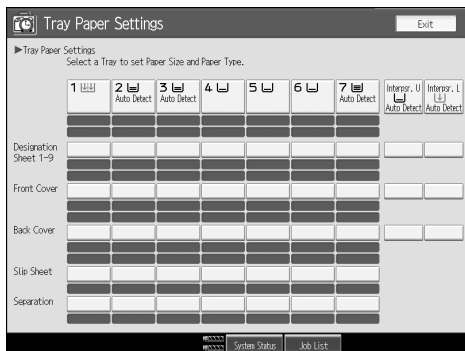 Tray Paper Settings
Exit
►Tray Paper Settings
Select a Tray to set Paper Size and Paper Type.
1 2 3 4 5 6 7 Interpsr. U Interpsr. L
Auto Detect Auto Detect Auto Detect Auto Detect Auto Detect
Designation
Sheet 1-9
Front Cover
Back Cover
Slip Sheet
Separation
System Status Job List